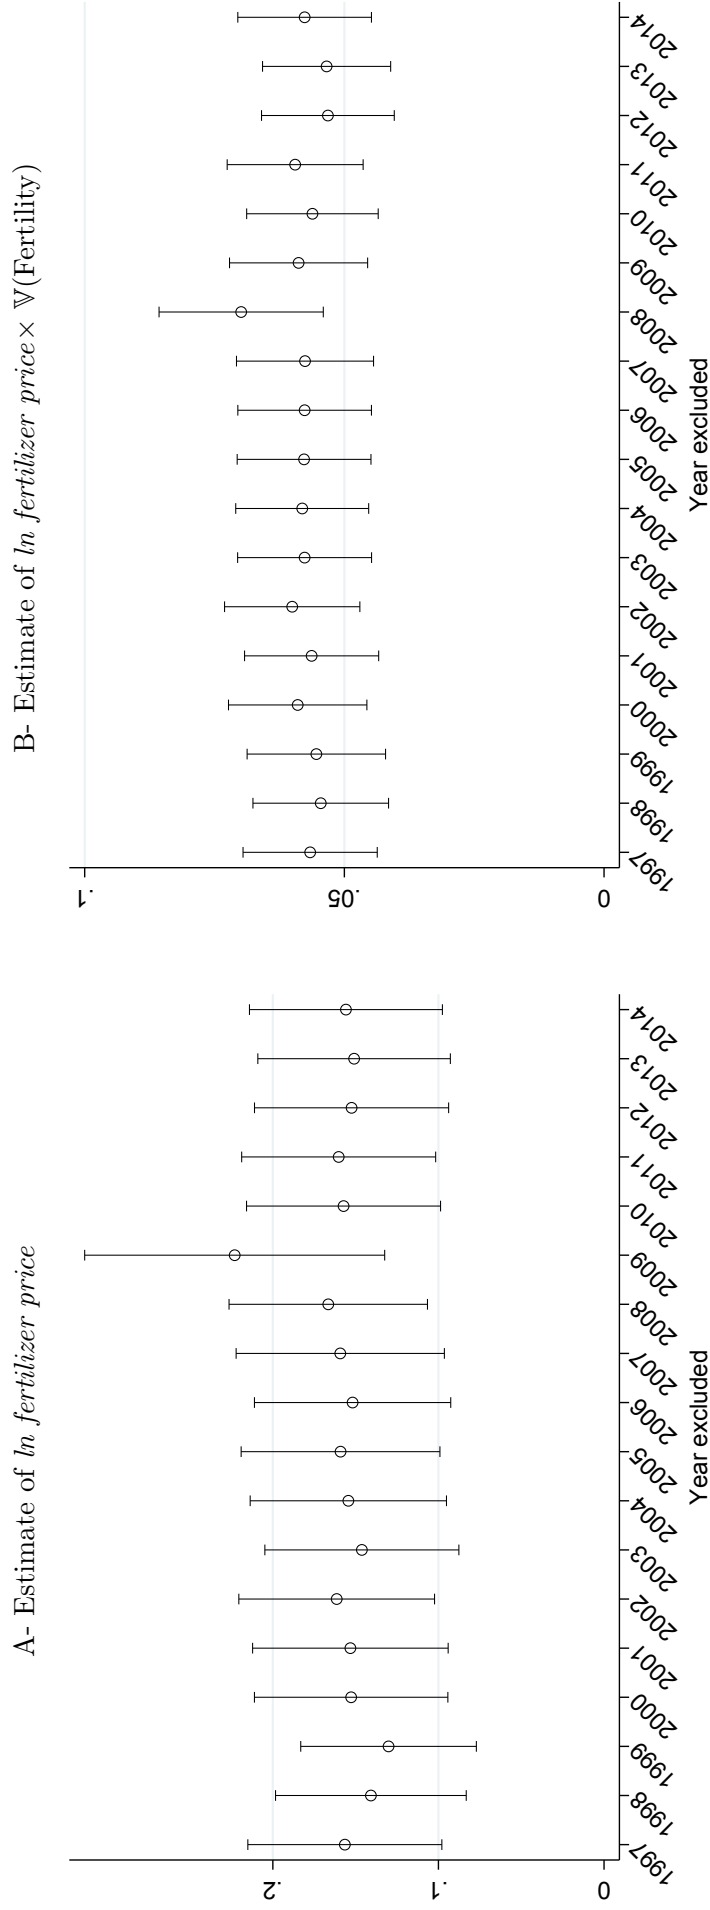 A- Estimate of ln fertilizer price
.2
.1
0
1997 1998 1999 2000 2001 2002 2003 2004 2005 2006 2007 2008 2009 2010 2011 2012 2013 2014
Year excluded
B- Estimate of ln fertilizer price× 𝕍(Fertility)
.1
.05
0
1997 1998 1999 2000 2001 2002 2003 2004 2005 2006 2007 2008 2009 2010 2011 2012 2013 2014
Year excluded